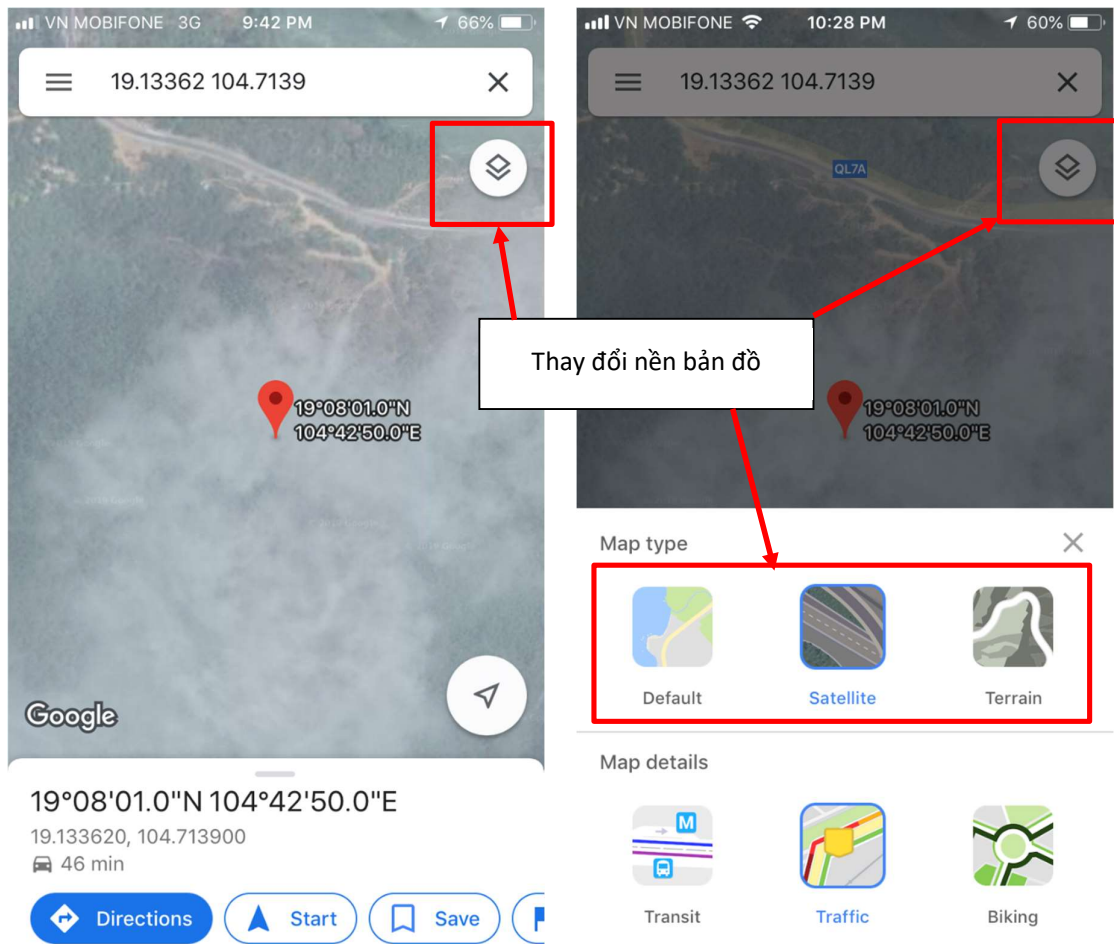 VN MOBIFONE 3G 9:42 PM 66%
19.13362 104.7139
19°08'01.0"N
104°42'50.0"E
Google
19°08'01.0"N 104°42'50.0"E
19.133620, 104.713900
46 min
Directions Start Save
Thay đổi nền bản đồ
VN MOBIFONE 10:28 PM 60%
19.13362 104.7139
QL7A
19°08'01.0"N
104°42'50.0"E
Map type
Default Satellite Terrain
Map details
M
Transit Traffic Biking